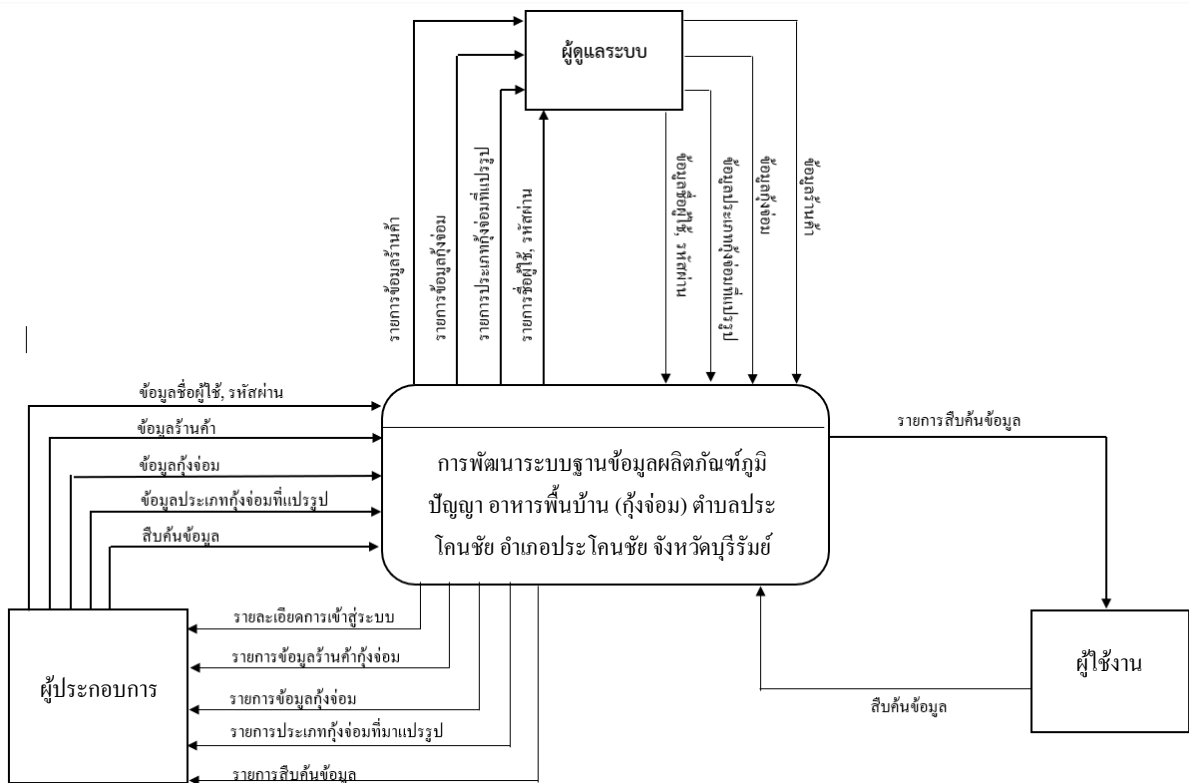 ผู้ดูแลระบบ
รายการข้อมูลร้านค้า
รายการข้อมูลกุ้งจ่อม
รายการประเภทกุ้งจ่อมที่แปรรูป
รายการชื่อผู้ใช้, รหัสผ่าน
ข้อมูลชื่อผู้ใช้, รหัสผ่าน
ข้อมูลประเภทกุ้งจ่อมที่แปรรูป
ข้อมูลกุ้งจ่อม
ข้อมูลร้านค้า
ข้อมูลชื่อผู้ใช้, รหัสผ่าน
ข้อมูลร้านค้า
ข้อมูลกุ้งจ่อม
ข้อมูลประเภทกุ้งจ่อมที่แปรรูป
สืบค้นข้อมูล
การพัฒนาระบบฐานข้อมูลผลิตภัณฑ์ภูมิ
ปัญญา อาหารพื้นบ้าน (กุ้งจ่อม) ตำบลประ
โคนชัย อำเภอประโคนชัย จังหวัดบุรีรัมย์
รายการสืบค้นข้อมูล
ผู้ประกอบการ
รายละเอียดการเข้าสู่ระบบ
รายการข้อมูลร้านค้ากุ้งจ่อม
รายการข้อมูลกุ้งจ่อม
รายการประเภทกุ้งจ่อมที่มาแปรรูป
รายการสืบค้นข้อมูล
ผู้ใช้งาน
สืบค้นข้อมูล